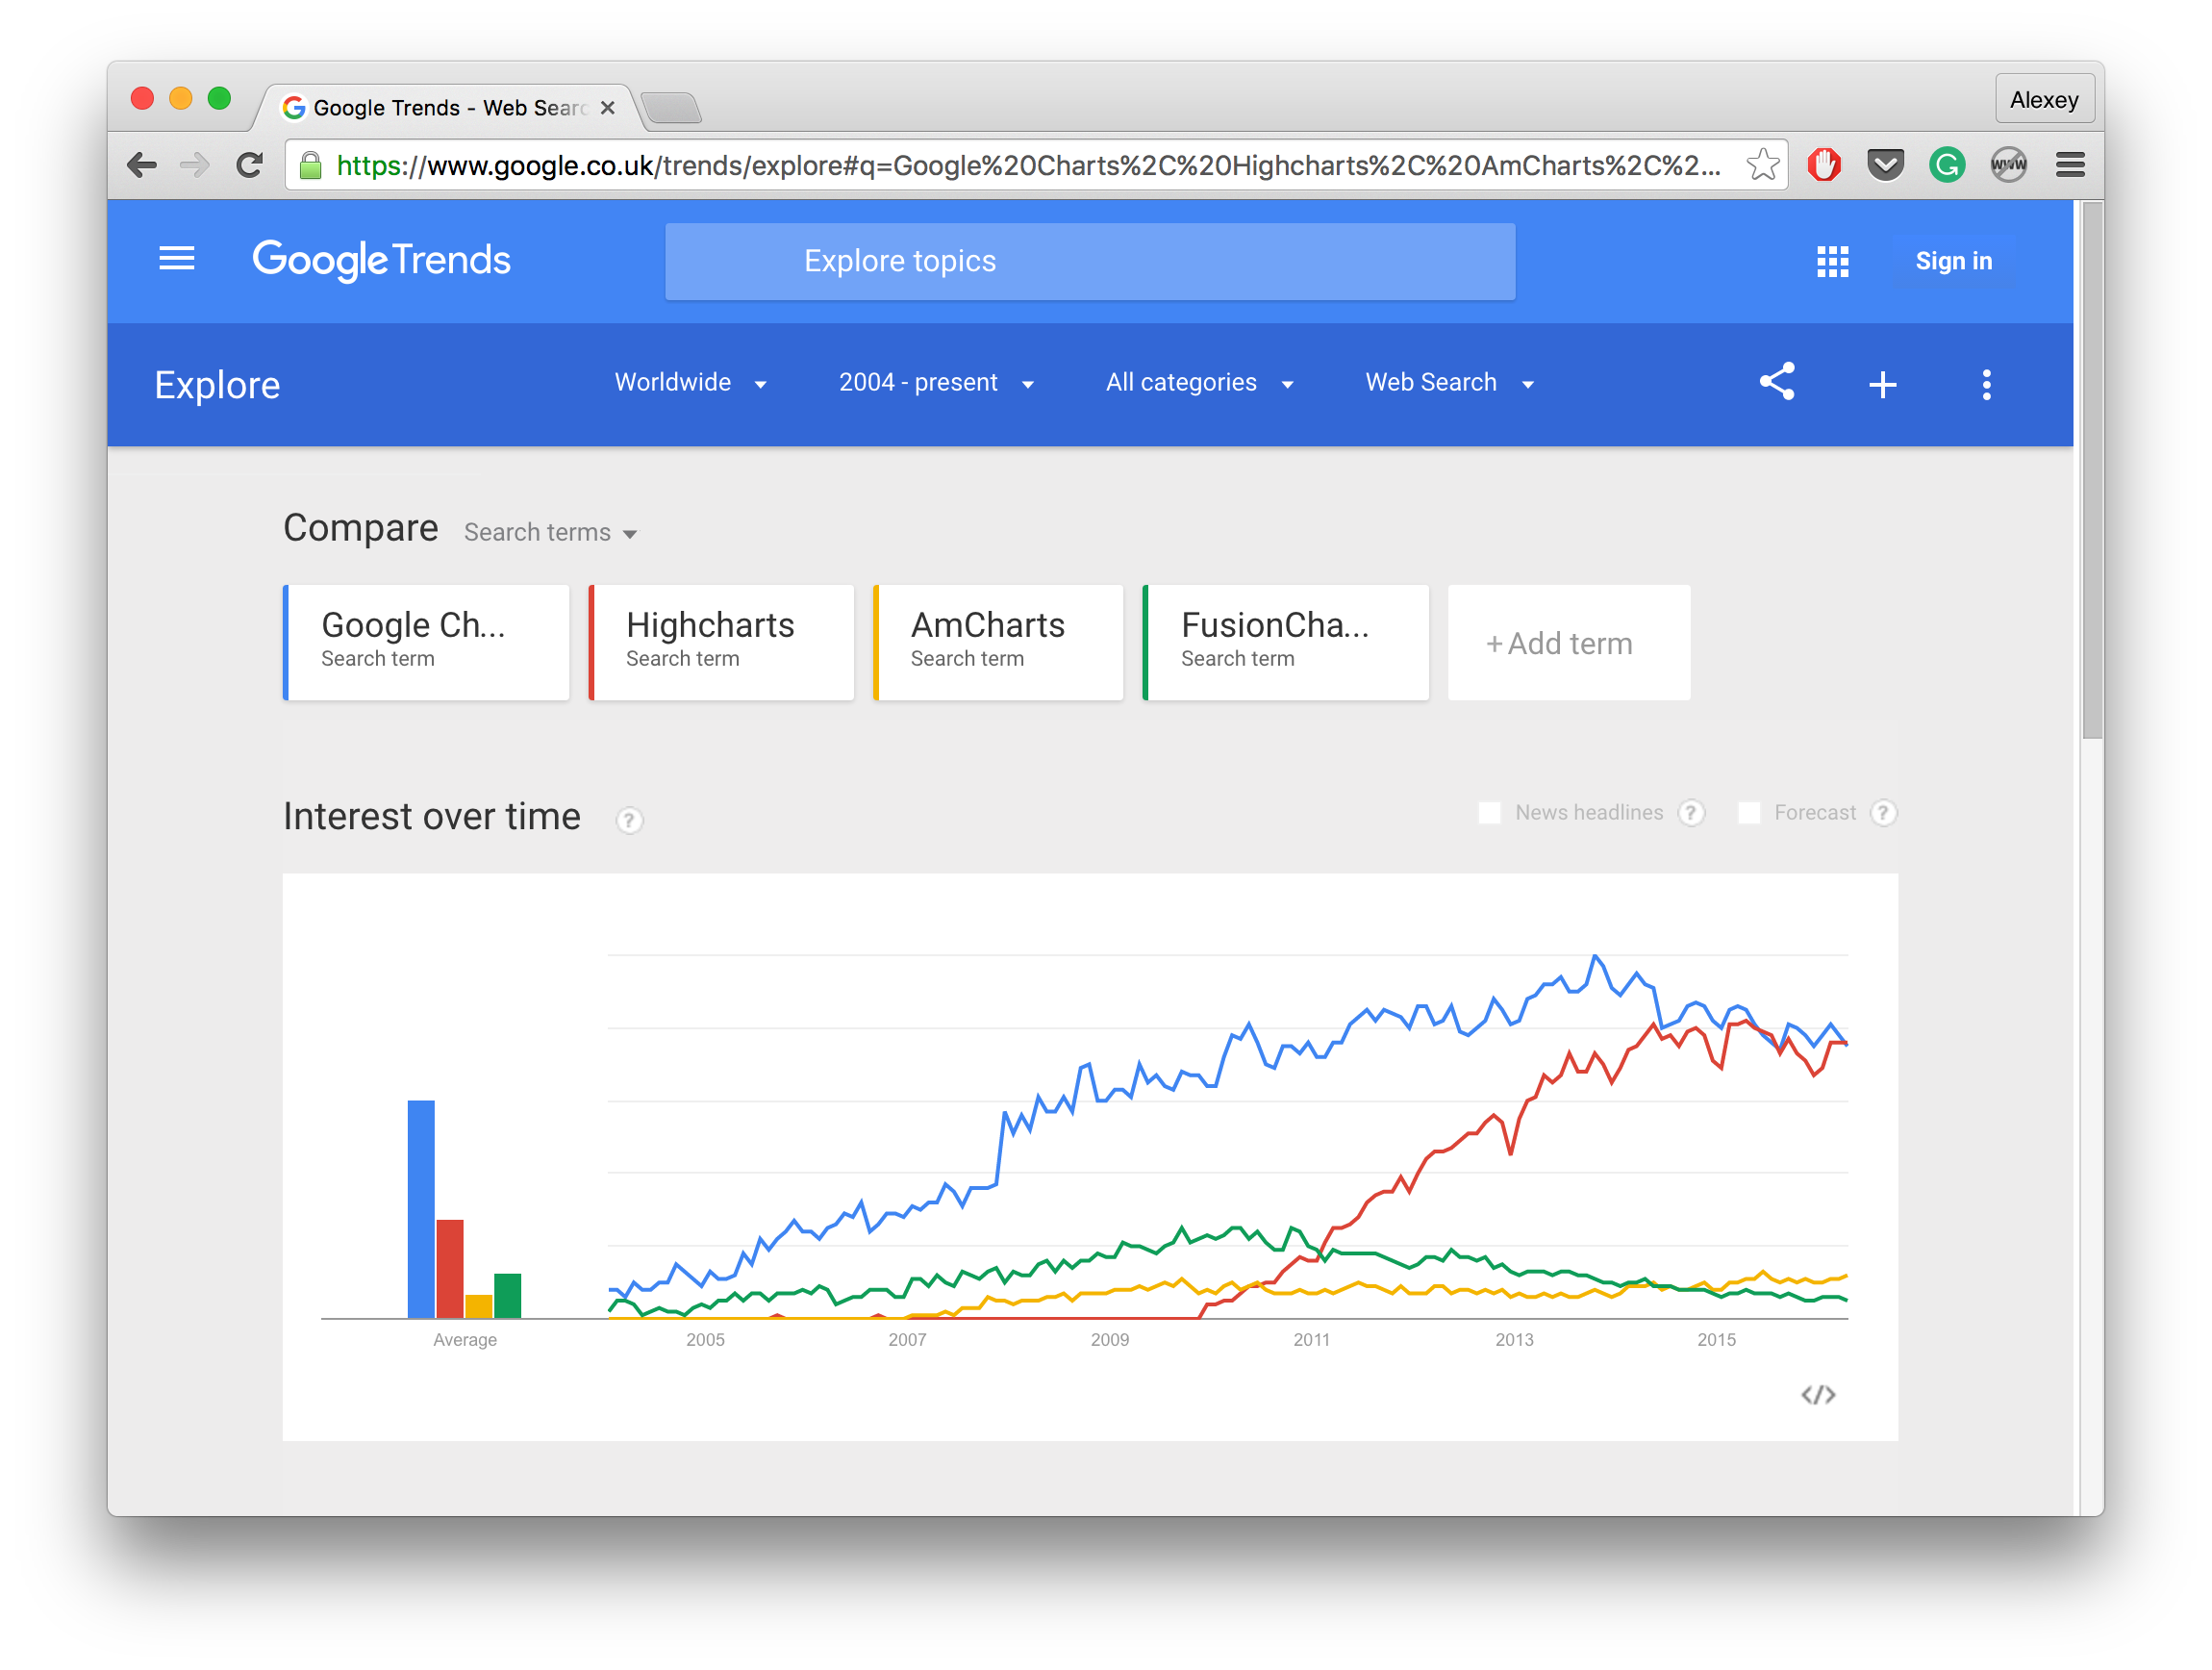 Google Trends - Web Searc
Alexey
https://www.google.co.uk/trends/explore#q=Google%20Charts%2C%20Highcharts%2C%20AmCharts%2C%2...
G
WWW
Google Trends
Explore topics
Sign in
Explore
Worldwide
2004 - present
All categories
Web Search
Compare Search terms
Google Ch...
Search term
Highcharts
Search term
AmCharts
Search term
FusionCha...
Search term
+Add term
Interest over time ?
News headlines ? Forecast ?
Average 2005 2007 2009 2011 2013 2015
</>